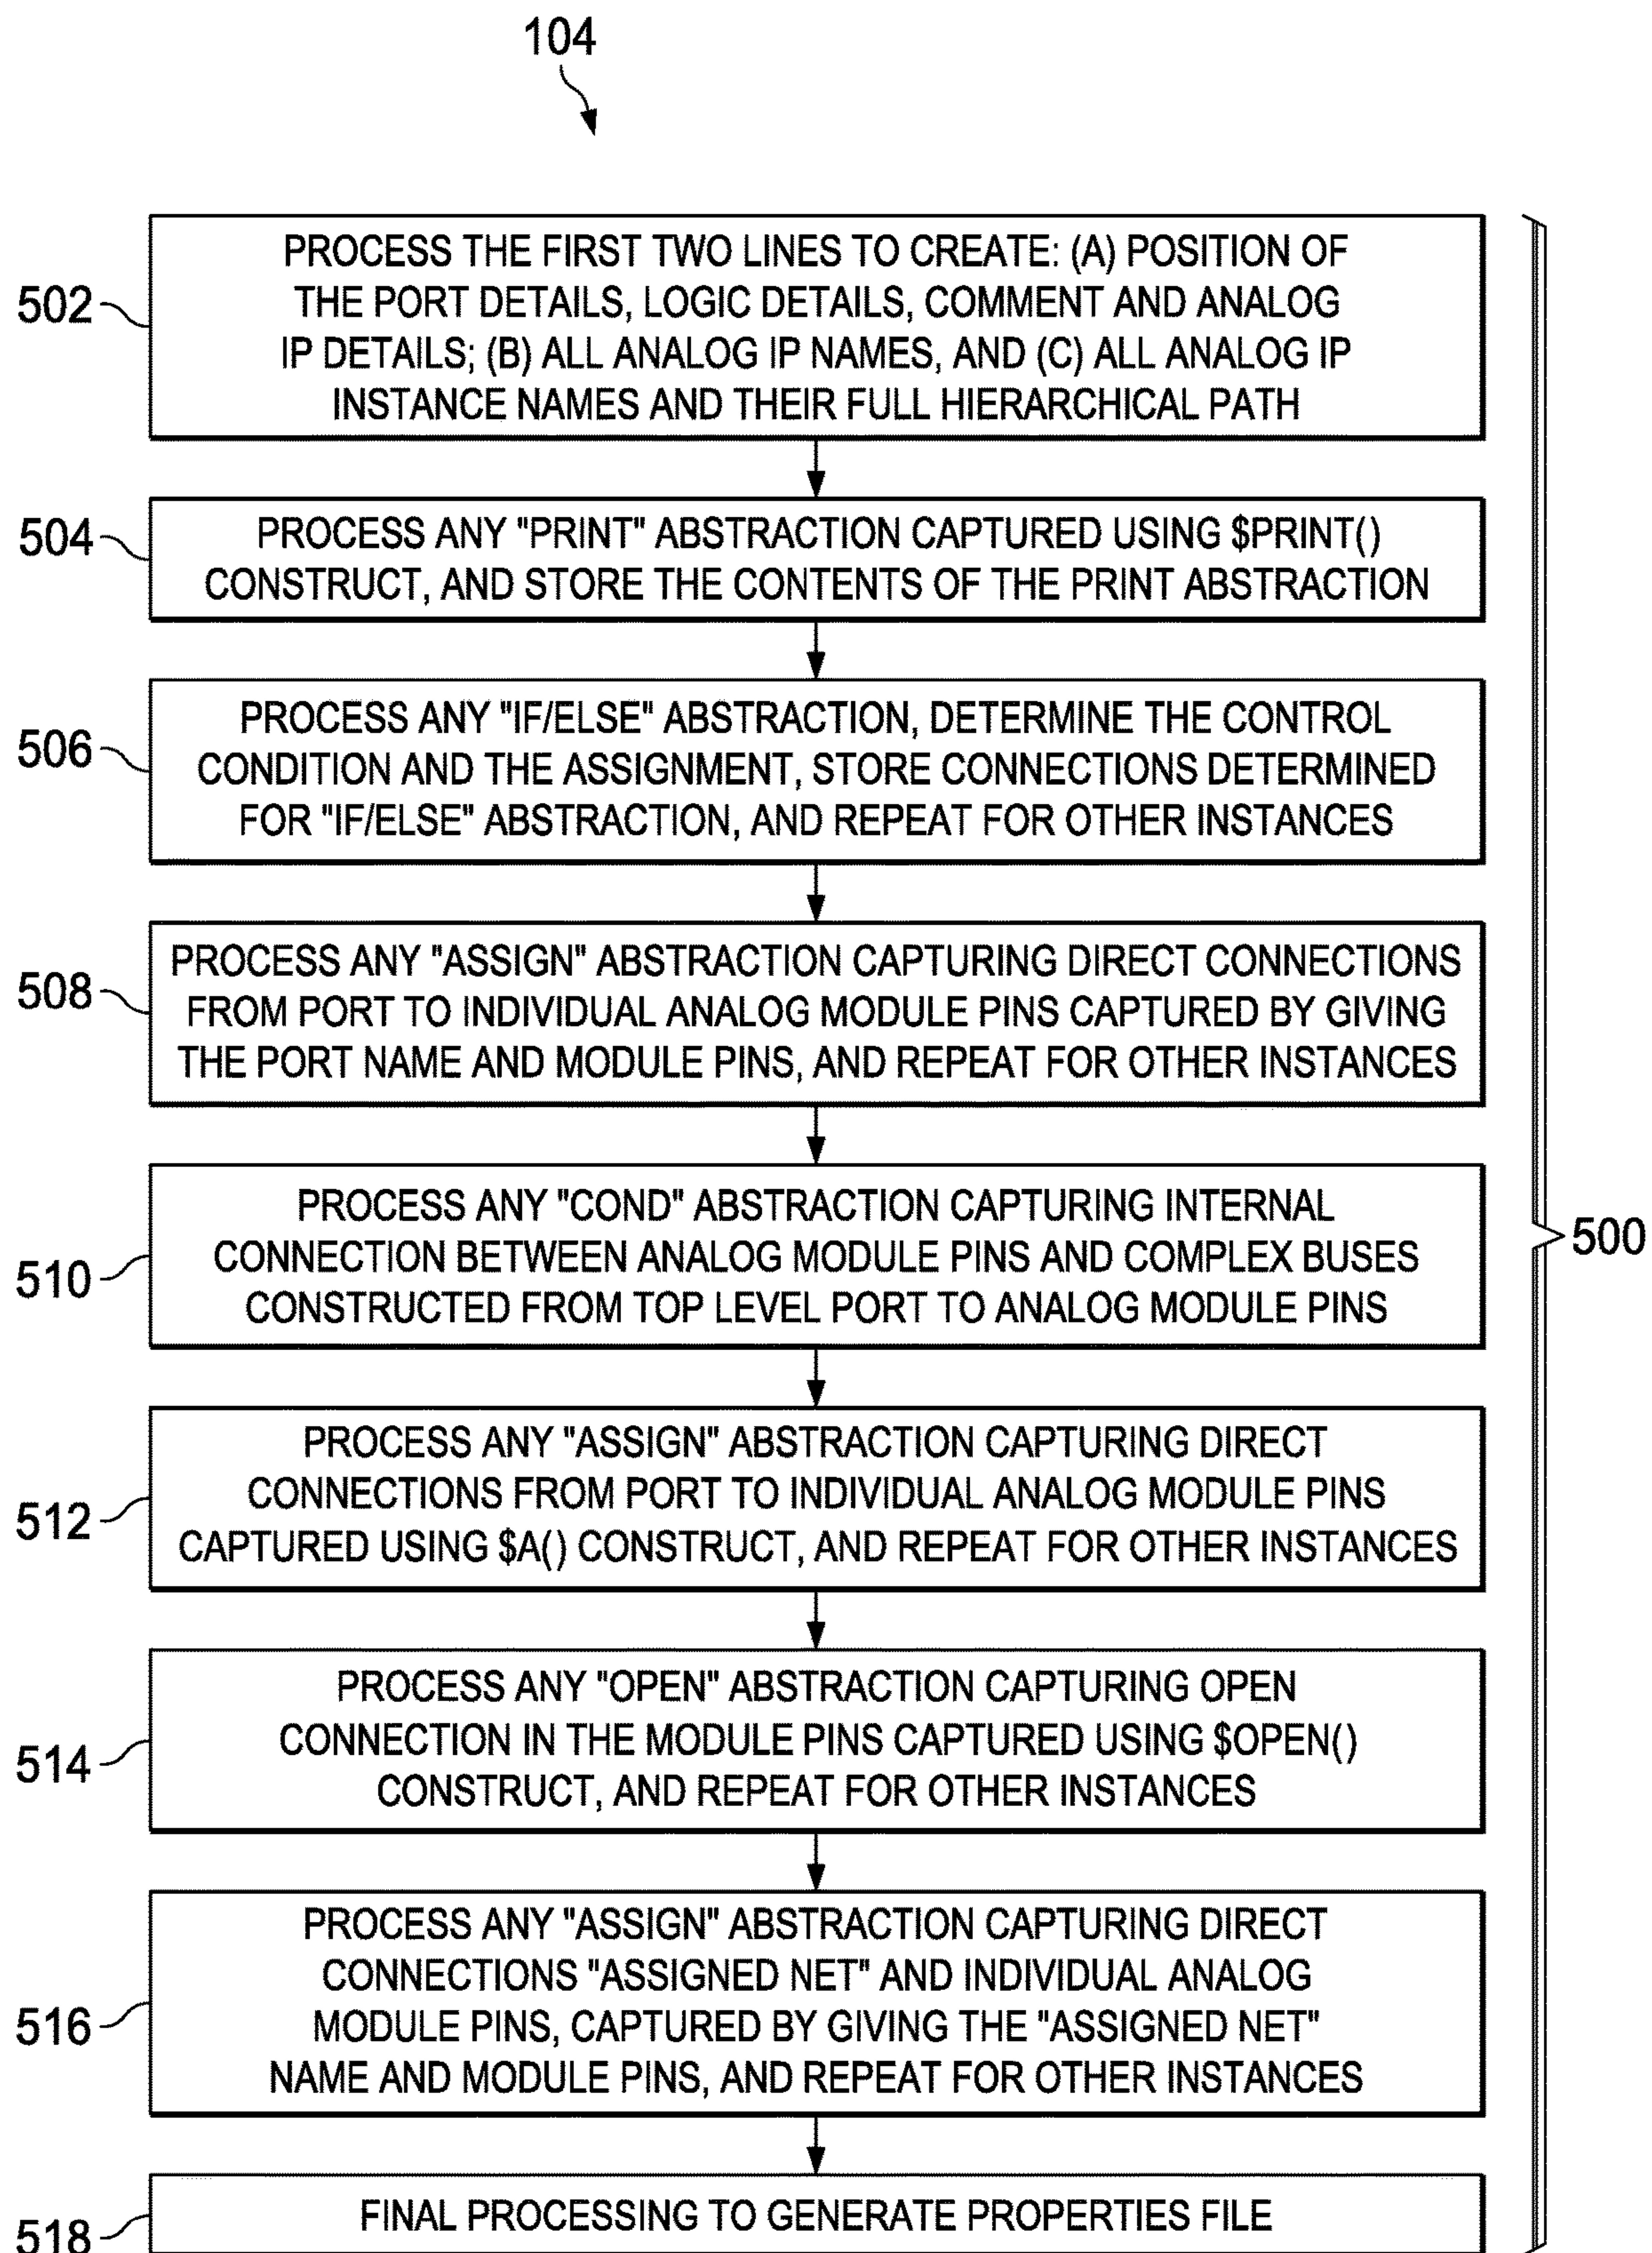 104
PROCESS THE FIRST TWO LINES TO CREATE: (A) POSITION OF
THE PORT DETAILS, LOGIC DETAILS, COMMENT AND ANALOG
IP DETAILS; (B) ALL ANALOG IP NAMES, AND (C) ALL ANALOG IP
INSTANCE NAMES AND THEIR FULL HIERARCHICAL PATH
502
PROCESS ANY "PRINT" ABSTRACTION CAPTURED USING $PRINT()
CONSTRUCT, AND STORE THE CONTENTS OF THE PRINT ABSTRACTION
504
PROCESS ANY "IF/ELSE" ABSTRACTION, DETERMINE THE CONTROL
CONDITION AND THE ASSIGNMENT, STORE CONNECTIONS DETERMINED
FOR "IF/ELSE" ABSTRACTION, AND REPEAT FOR OTHER INSTANCES
506
PROCESS ANY "ASSIGN" ABSTRACTION CAPTURING DIRECT CONNECTIONS
FROM PORT TO INDIVIDUAL ANALOG MODULE PINS CAPTURED BY GIVING
THE PORT NAME AND MODULE PINS, AND REPEAT FOR OTHER INSTANCES
508
PROCESS ANY "COND" ABSTRACTION CAPTURING INTERNAL
CONNECTION BETWEEN ANALOG MODULE PINS AND COMPLEX BUSES
CONSTRUCTED FROM TOP LEVEL PORT TO ANALOG MODULE PINS
510
500
PROCESS ANY "ASSIGN" ABSTRACTION CAPTURING DIRECT
CONNECTIONS FROM PORT TO INDIVIDUAL ANALOG MODULE PINS
CAPTURED USING $A() CONSTRUCT, AND REPEAT FOR OTHER INSTANCES
512
PROCESS ANY "OPEN" ABSTRACTION CAPTURING OPEN
CONNECTION IN THE MODULE PINS CAPTURED USING $OPEN()
CONSTRUCT, AND REPEAT FOR OTHER INSTANCES
514
PROCESS ANY "ASSIGN" ABSTRACTION CAPTURING DIRECT
CONNECTIONS "ASSIGNED NET" AND INDIVIDUAL ANALOG
MODULE PINS, CAPTURED BY GIVING THE "ASSIGNED NET"
NAME AND MODULE PINS, AND REPEAT FOR OTHER INSTANCES
516
FINAL PROCESSING TO GENERATE PROPERTIES FILE
518